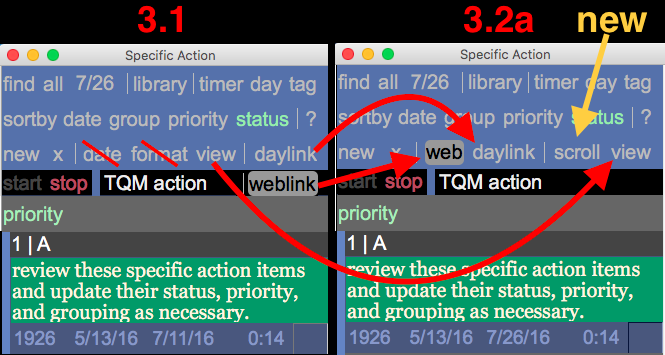 3.1
3.2a
new
Specific Action
find all 7/26 | library | timer day tag
sortby date group priority status | ?
new x | date format view | daylink
start stop | TQM action | weblink
priority
1 | A
review these specific action items
and update their status, priority,
and grouping as necessary.
1926 5/13/16 7/11/16 0:14
Specific Action
find all 7/26 | library | timer day tag
sortby date group priority status | ?
new x | web daylink | scroll view
start stop | TQM action
priority
1 | A
review these specific action items
and update their status, priority,
and grouping as necessary.
1926 5/13/16 7/26/16 0:14